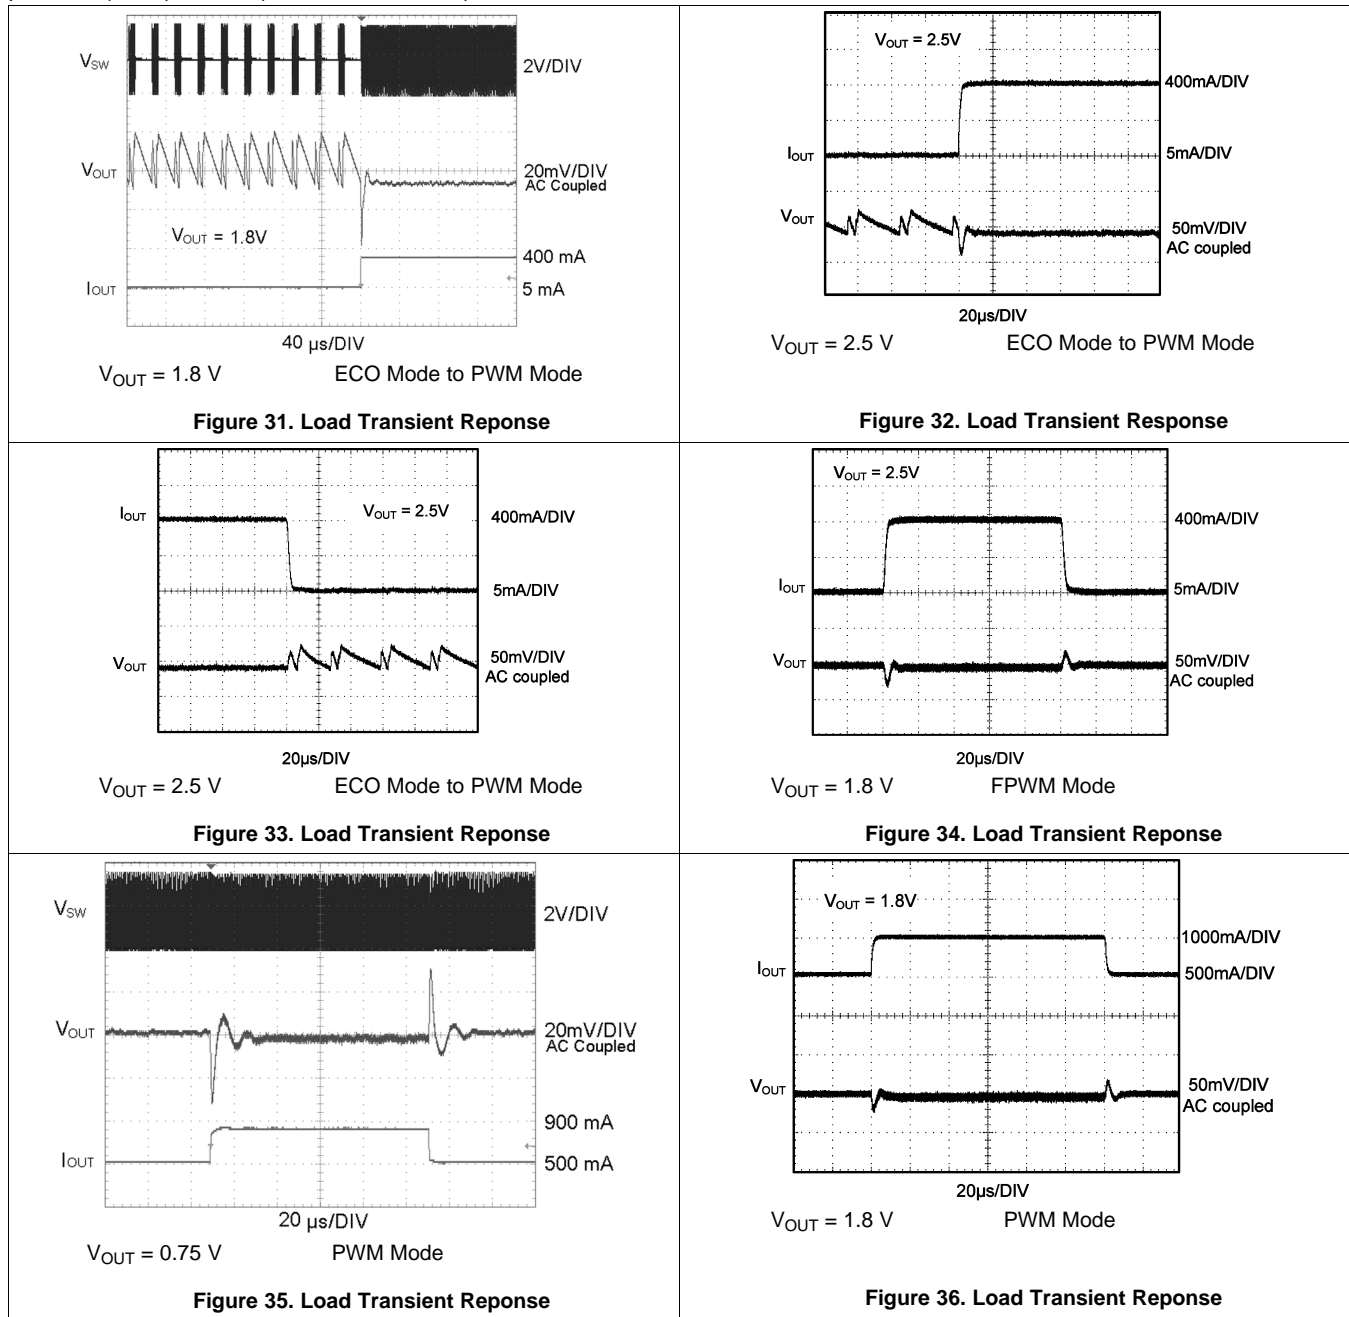 VSW
2V/DIV
VOUT
20mV/DIV
AC Coupled
VOUT = 1.8V
400 mA
IOUT
5 mA
40 µs/DIV
VOUT = 1.8 V ECO Mode to PWM Mode
Figure 31. Load Transient Reponse
VOUT = 2.5V
400mA/DIV
IOUT
5mA/DIV
VOUT
50mV/DIV
AC coupled
20µs/DIV
VOUT = 2.5 V ECO Mode to PWM Mode
Figure 32. Load Transient Response
IOUT
VOUT = 2.5V
400mA/DIV
5mA/DIV
VOUT
50mV/DIV
AC coupled
20µs/DIV
VOUT = 2.5 V ECO Mode to PWM Mode
Figure 33. Load Transient Reponse
VOUT = 2.5V
400mA/DIV
IOUT
5mA/DIV
VOUT
50mV/DIV
AC coupled
20µs/DIV
VOUT = 1.8 V FPWM Mode
Figure 34. Load Transient Reponse
VSW
2V/DIV
VOUT
20mV/DIV
AC Coupled
900 mA
IOUT
500 mA
20 µs/DIV
VOUT = 0.75 V PWM Mode
Figure 35. Load Transient Reponse
VOUT = 1.8V
1000mA/DIV
IOUT
500mA/DIV
VOUT
50mV/DIV
AC coupled
20µs/DIV
VOUT = 1.8 V PWM Mode
Figure 36. Load Transient Reponse